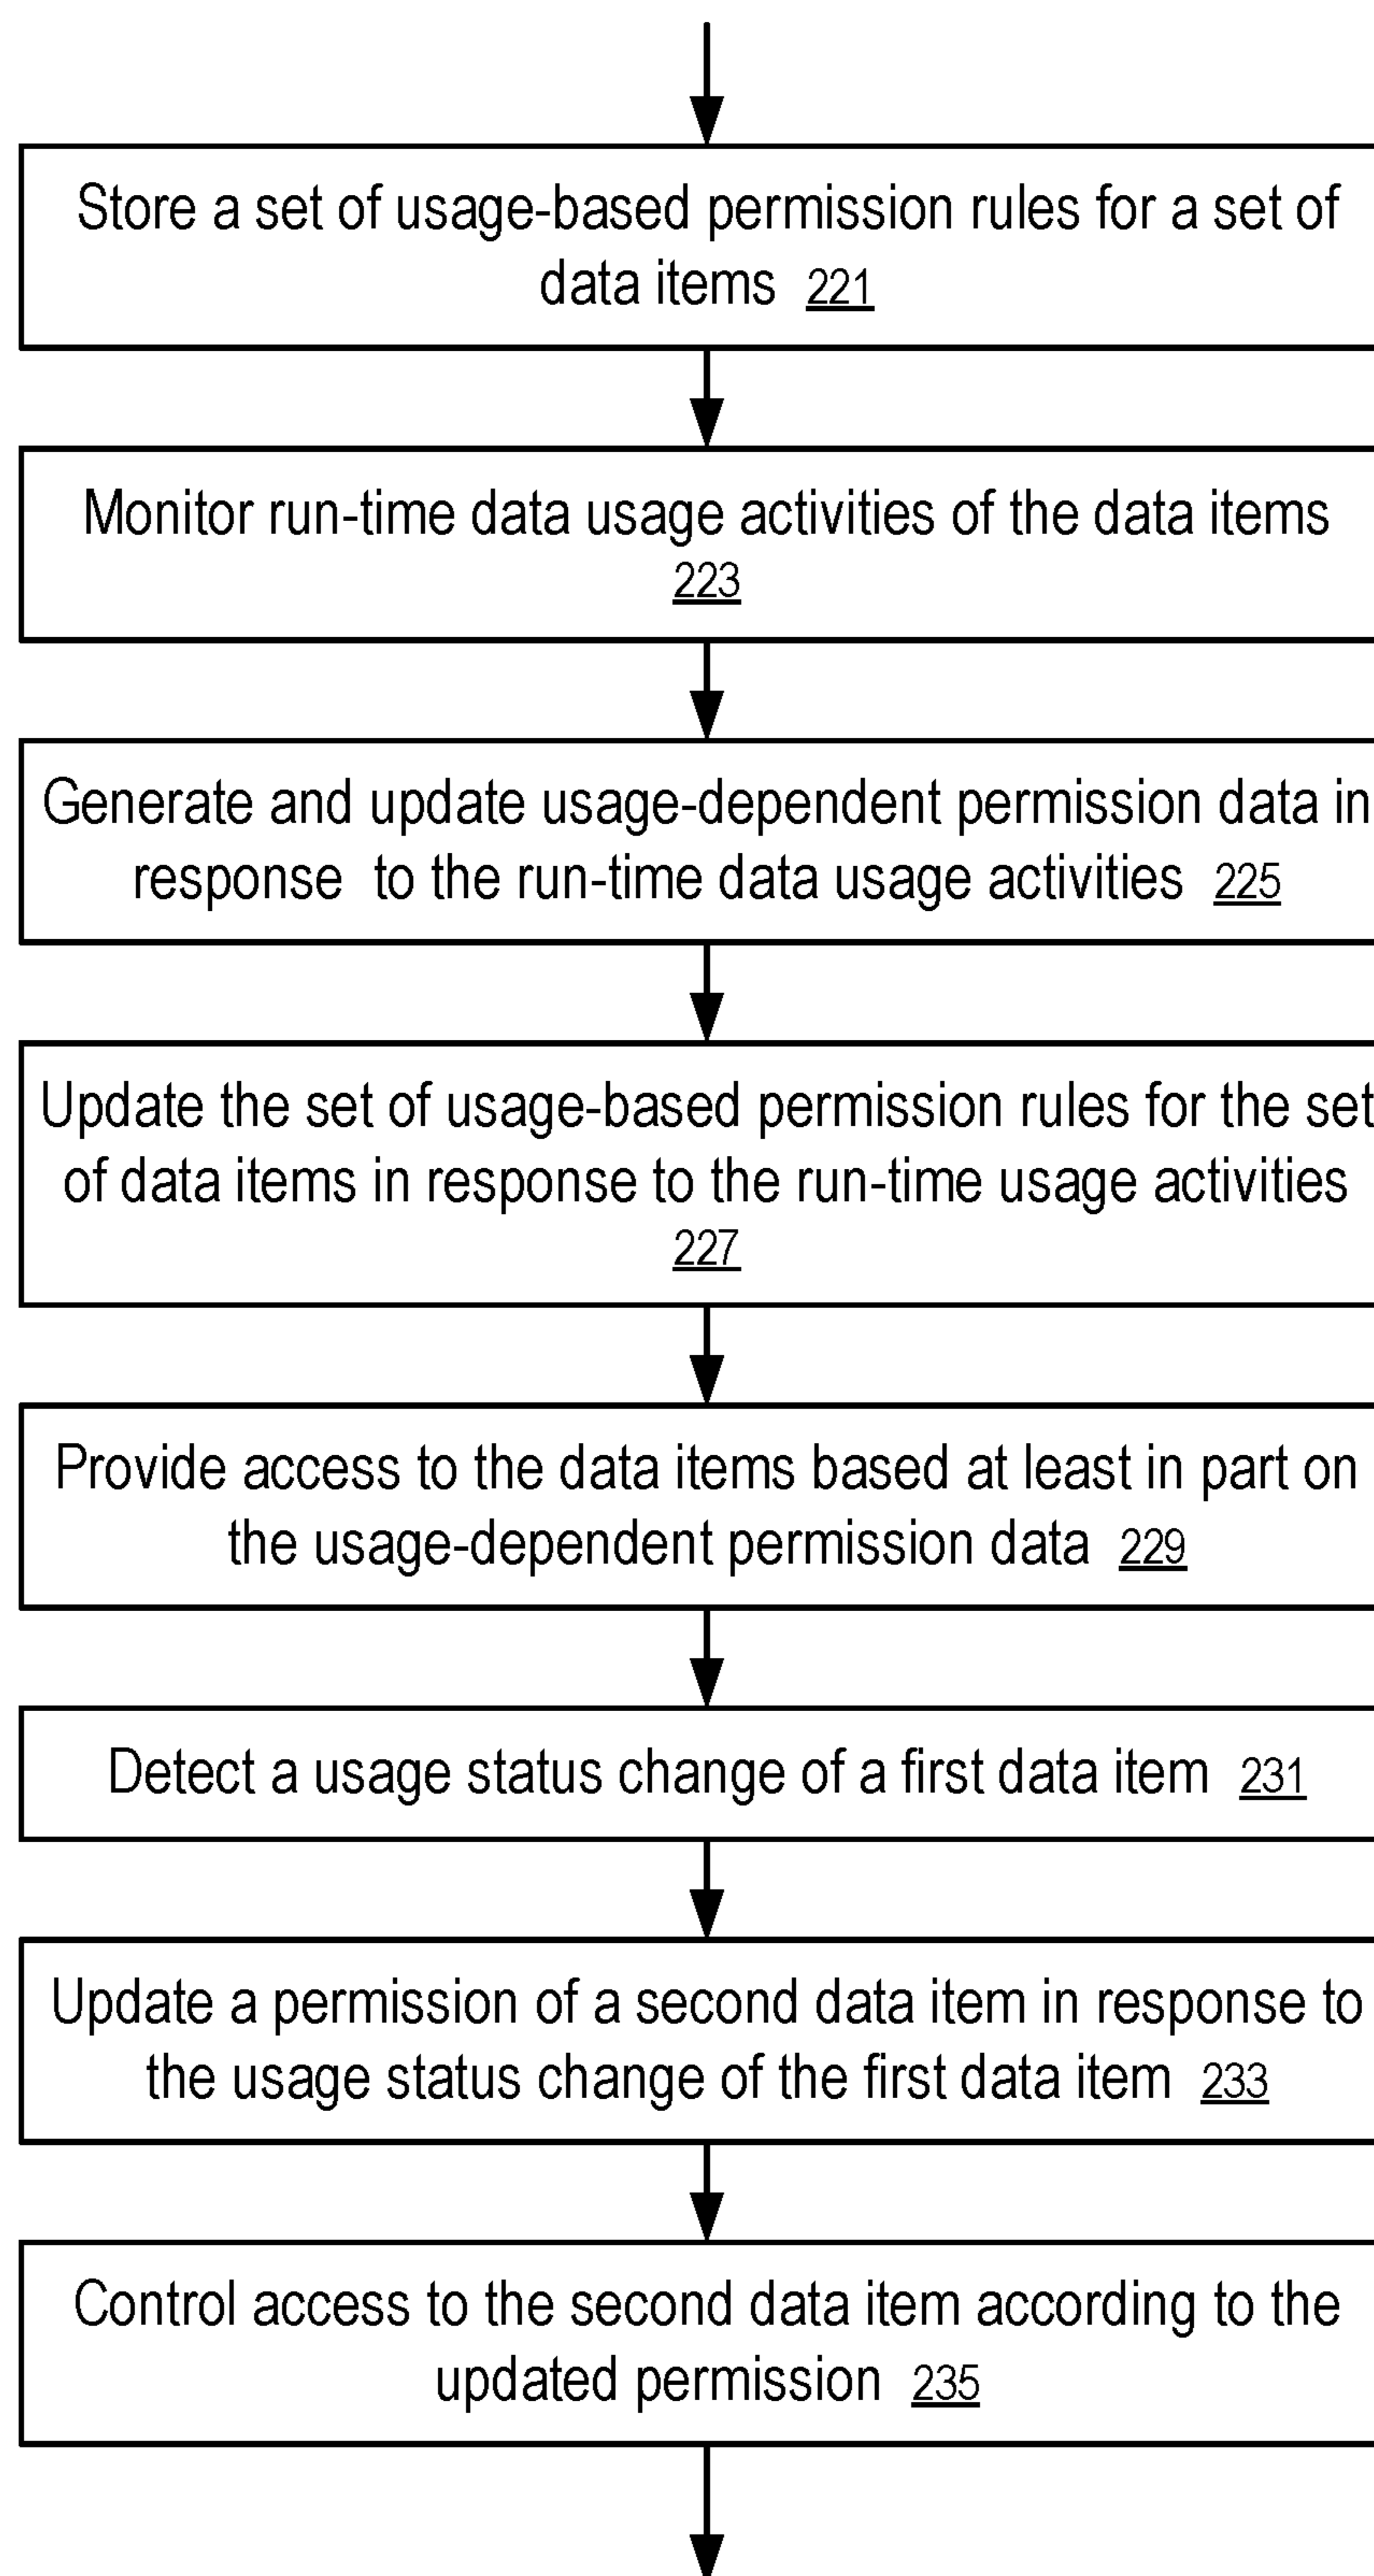 Store a set of usage-based permission rules for a set of
data items 221
Monitor run-time data usage activities of the data items
223
Generate and update usage-dependent permission data in
response to the run-time data usage activities 225
Update the set of usage-based permission rules for the set
of data items in response to the run-time usage activities
227
Provide access to the data items based at least in part on
the usage-dependent permission data 229
Detect a usage status change of a first data item 231
Update a permission of a second data item in response to
the usage status change of the first data item 233
Control access to the second data item according to the
updated permission 235